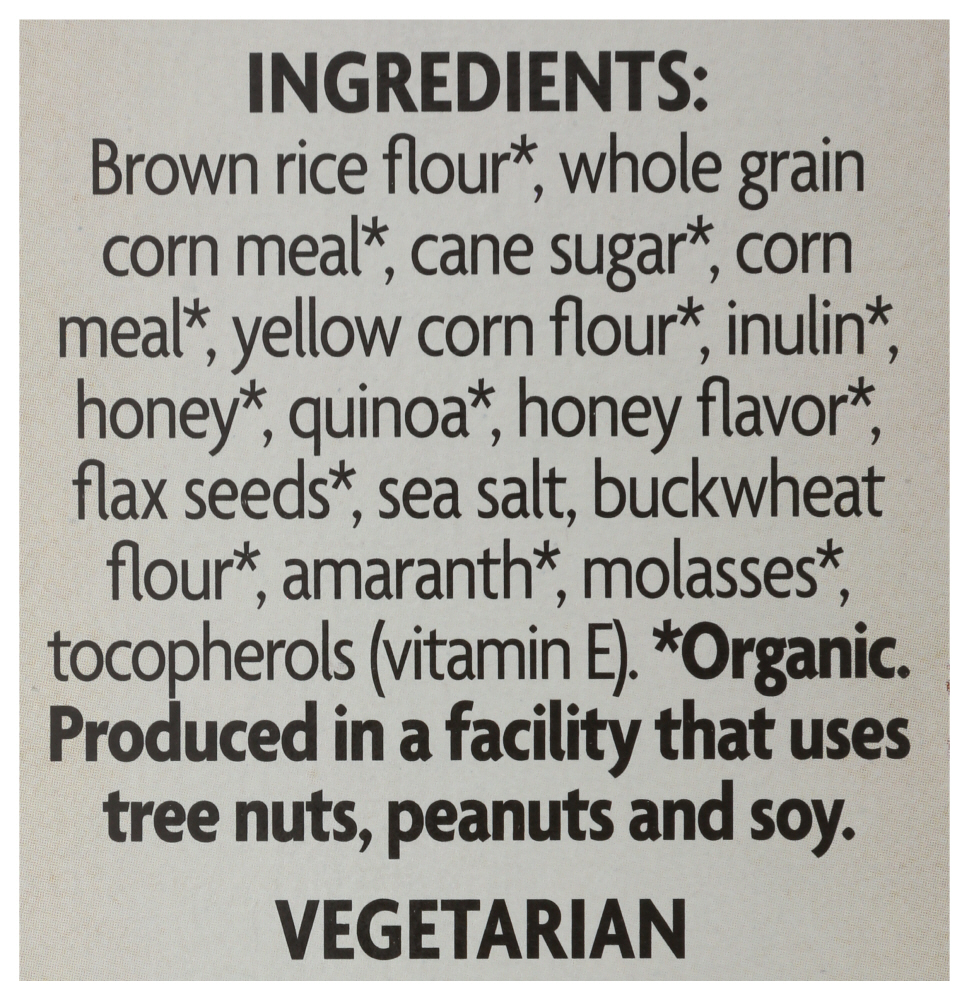 INGREDIENTS:
Brown rice flour*, whole grain
corn meal*, cane sugar*, corn
meal*, yellow corn flour*, inulin*,
honey*, quinoa*, honey flavor*,
flax seeds*, sea salt, buckwheat
flour*, amaranth*, molasses*,
tocopherols (vitamin E). *Organic.
Produced in a facility that uses
tree nuts, peanuts and soy.
VEGETARIAN